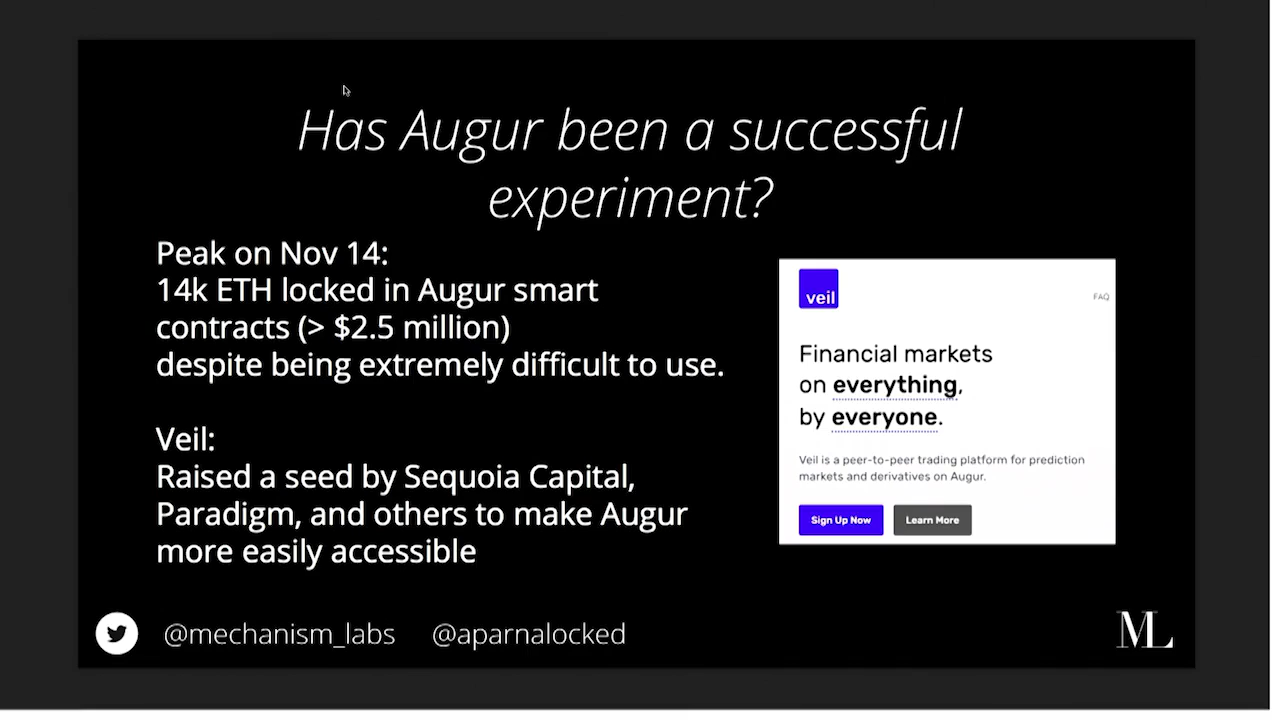 Has Augur been a successful
experiment?
Peak on Nov 14:
14k ETH locked in Augur smart
contracts (> $2.5 million)
despite being extremely difficult to use.
Veil:
Raised a seed by Sequoia Capital,
Paradigm, and others to make Augur
more easily accessible
veil
FAQ
Financial markets
on everything,
by everyone.
Veil is a peer-to-peer trading platform for prediction
markets and derivatives on Augur.
Sign Up Now
Learn More
@mechanism_labs @aparnalocked
ML